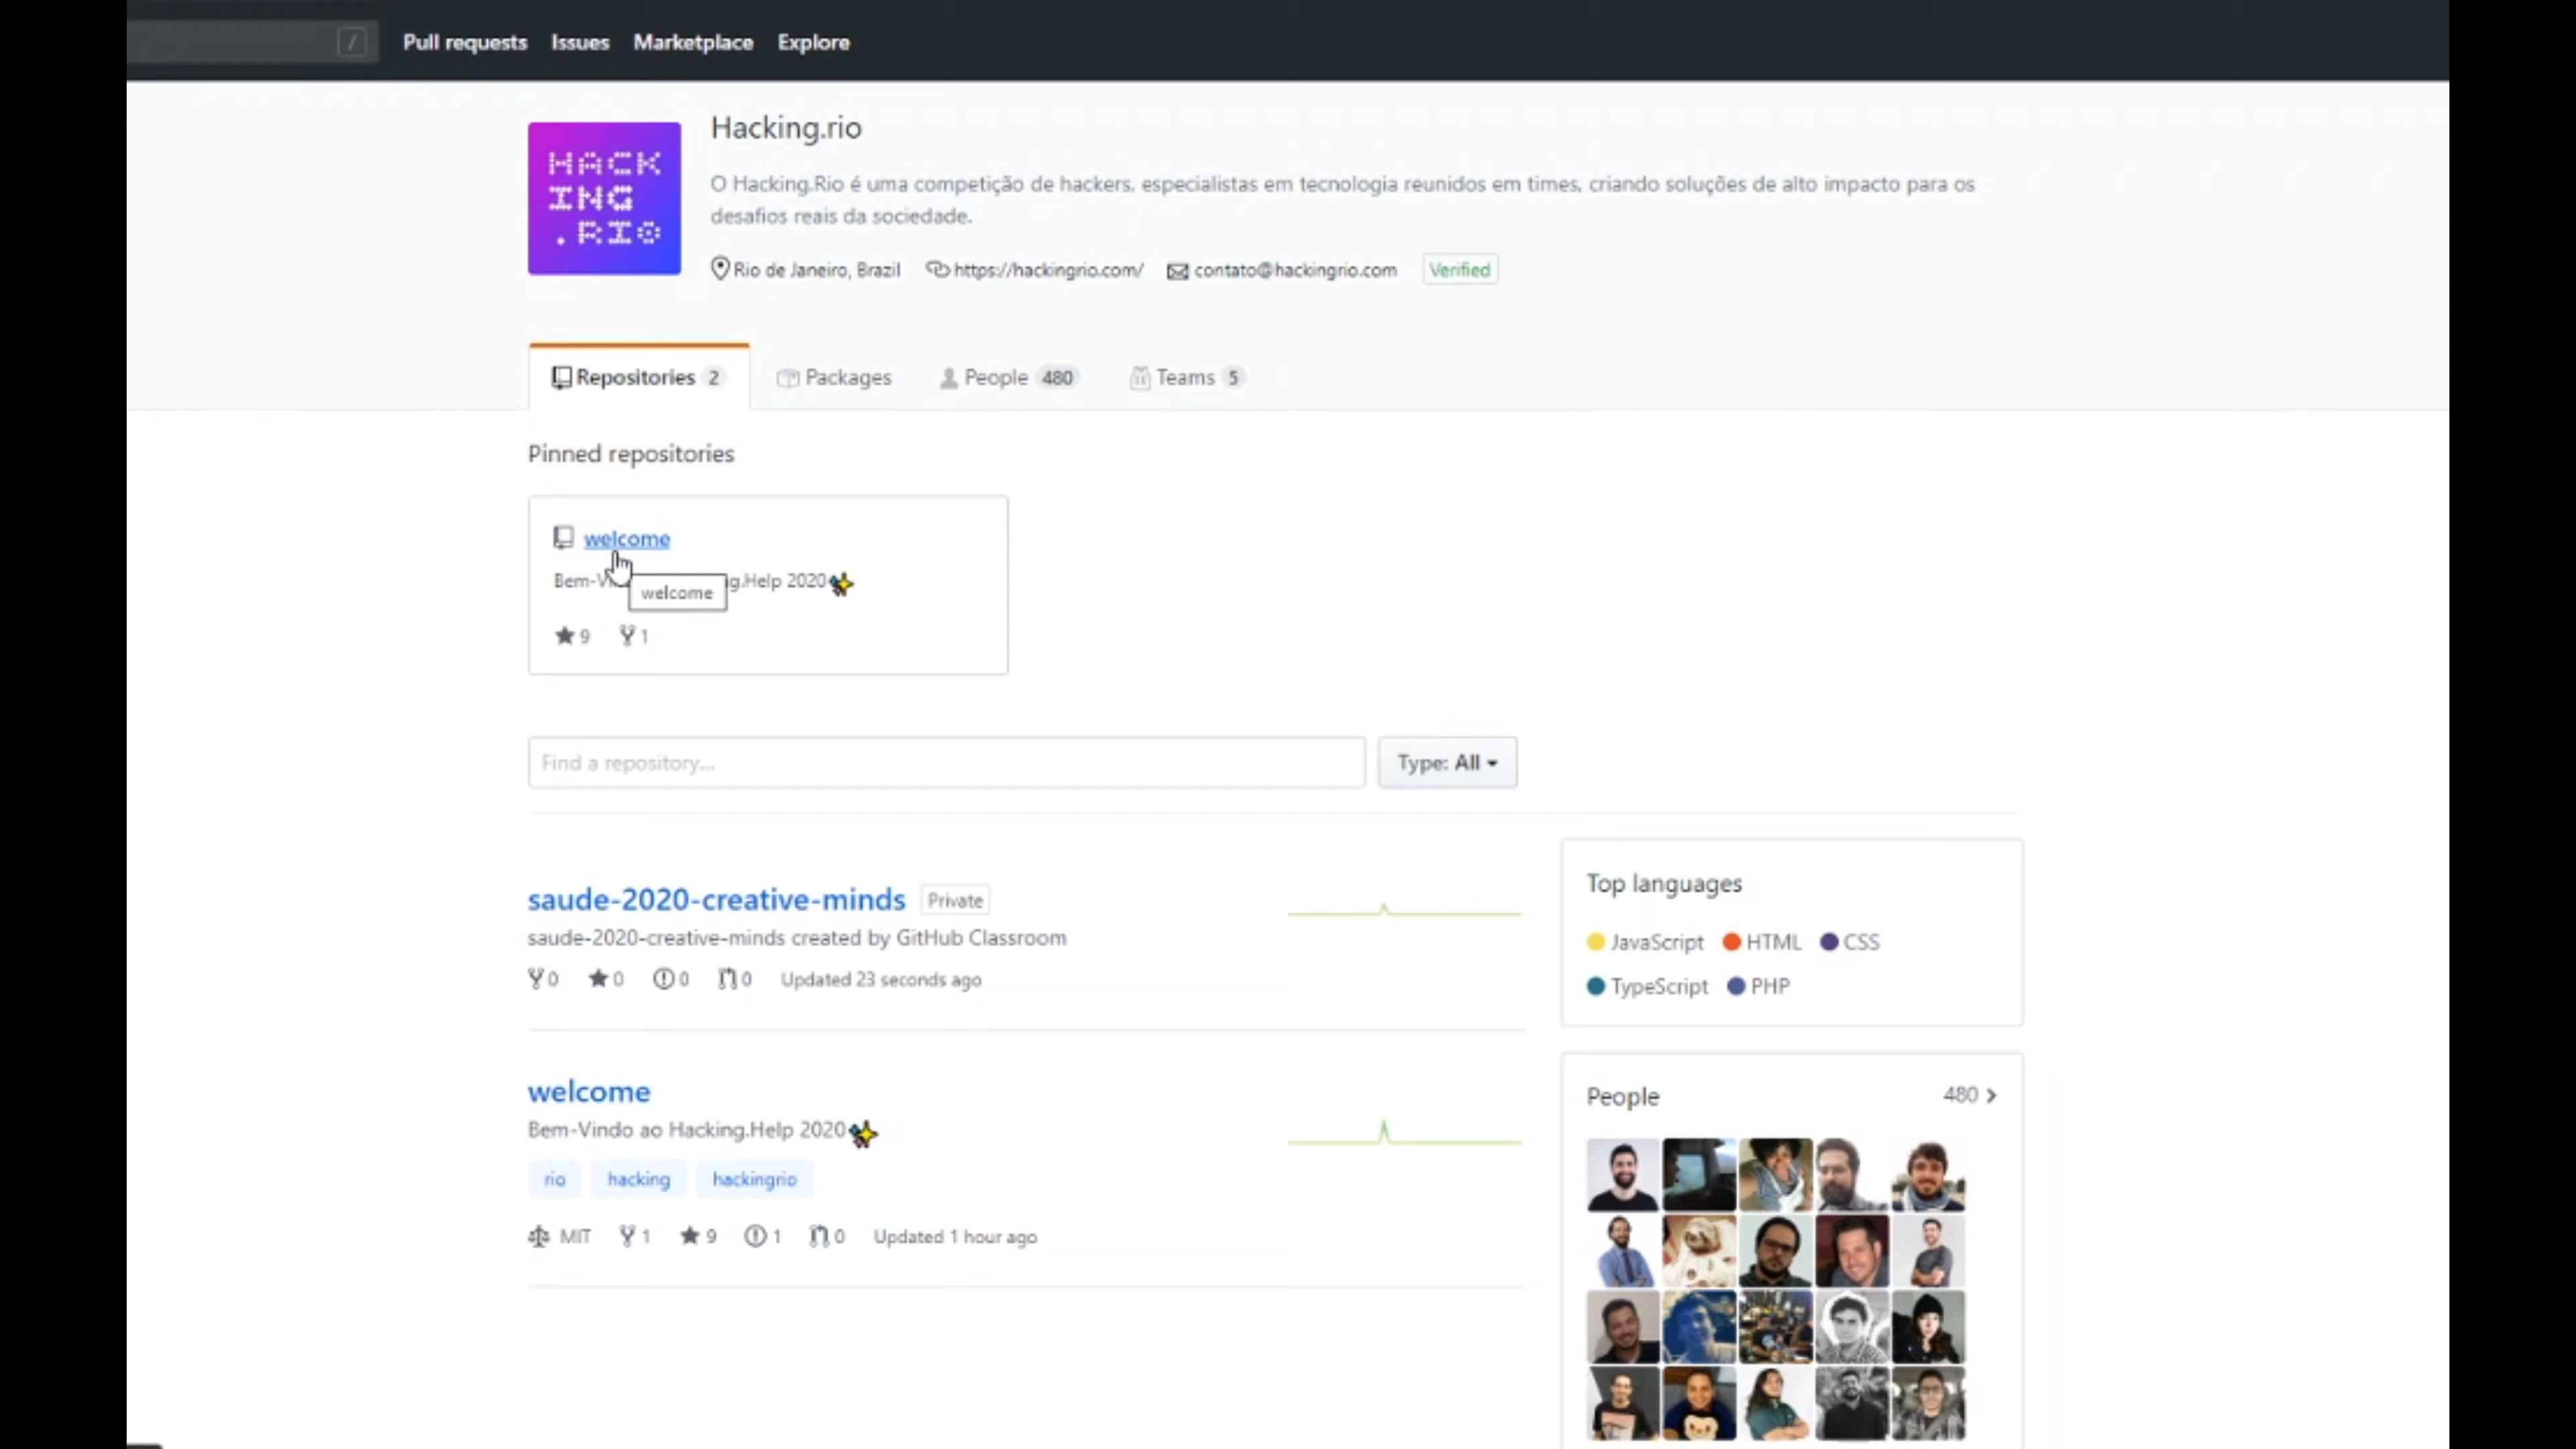 / Pull requests Issues Marketplace Explore
HACK
ING
.RIO
Hacking.rio
O Hacking.Rio é uma competição de hackers, especialistas em tecnologia reunidos em times, criando soluções de alto impacto para os
desafios reais da sociedade.
Rio de Janeiro, Brazil https://hackingrio.com/ contato@hackingrio.com Verified
Repositories 2 Packages People 480 Teams 5
Pinned repositories
welcome
Bem-V g.Help 2020
welcome
9 1
Find a repository... Type: All
saude-2020-creative-minds Private
saude-2020-creative-minds created by GitHub Classroom
0 0 0 0 Updated 23 seconds ago
welcome
Bem-Vindo ao Hacking.Help 2020
rio hacking hackingrio
MIT 1 9 1 0 Updated 1 hour ago
Top languages
JavaScript HTML CSS
TypeScript PHP
People 480